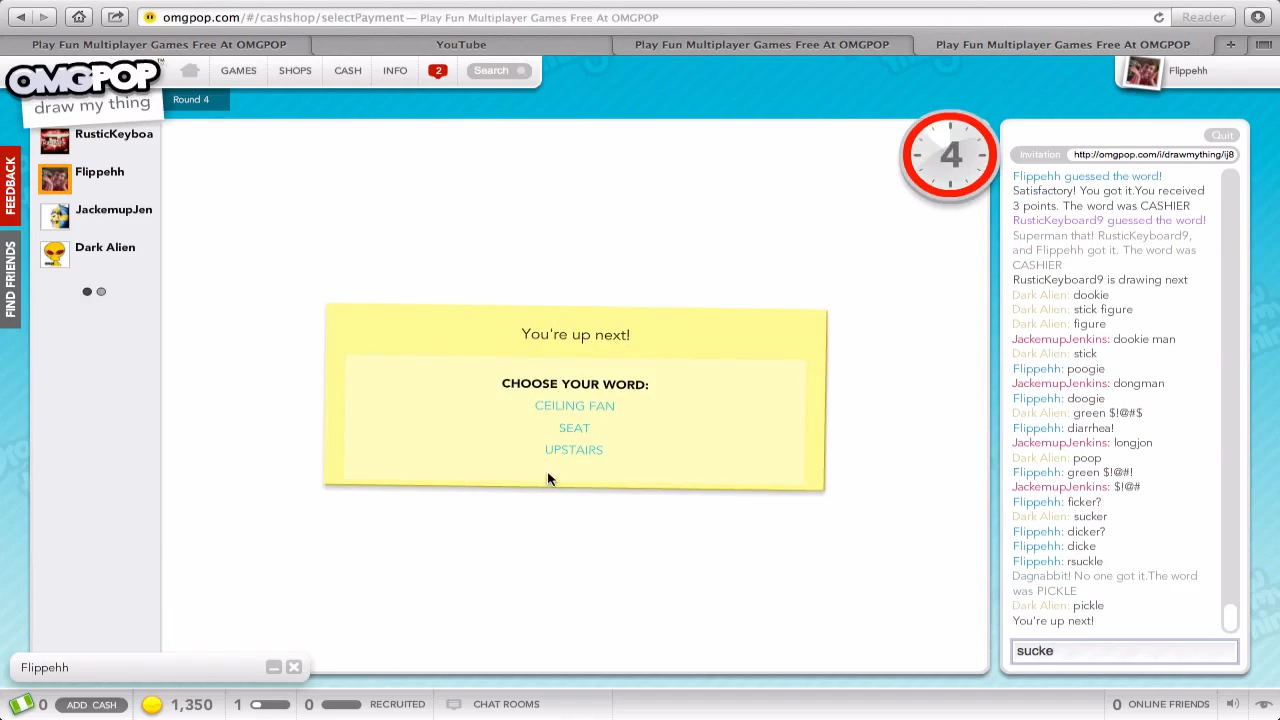 omgpop.com/#/cashshop/selectPayment — Play Fun Multiplayer Games Free At OMGPOP
Reader
Play Fun Multiplayer Games Free At OMGPOP
YouTube
Play Fun Multiplayer Games Free At OMGPOP
Play Fun Multiplayer Games Free At OMGPOP
OMGPOP
draw my thing
GAMES
SHOPS
CASH
INFO
2
Search
Flippehh
Round 4
FEEDBACK
FIND FRIENDS
RusticKeyboa
Flippehh
JackemupJen
Dark Alien
4
You're up next!
CHOOSE YOUR WORD:
CEILING FAN
SEAT
UPSTAIRS
Quit
Invitation http://omgpop.com/i/drawmything/ij8
Flippehh guessed the word!
Satisfactory! You got it.You received
3 points. The word was CASHIER
RusticKeyboard9 guessed the word!
Superman that! RusticKeyboard9,
and Flippehh got it. The word was
CASHIER
RusticKeyboard9 is drawing next
Dark Alien: dookie
Dark Alien: stick figure
Dark Alien: figure
JackemupJenkins: dookie man
Dark Alien: stick
Flippehh: poogie
JackemupJenkins: dongman
Flippehh: doogie
Dark Alien: green $!@#$
Flippehh: diarrhea!
JackemupJenkins: longjon
Dark Alien: poop
Flippehh: green $!@#!
JackemupJenkins: $!@#
Flippehh: ficker?
Dark Alien: sucker
Flippehh: dicker?
Flippehh: dicke
Flippehh: rsuckle
Dagnabbit! No one got it.The word
was PICKLE
Dark Alien: pickle
You're up next!
sucke
Flippehh
0 ADD CASH
1,350
1
0 RECRUITED
CHAT ROOMS
0 ONLINE FRIENDS